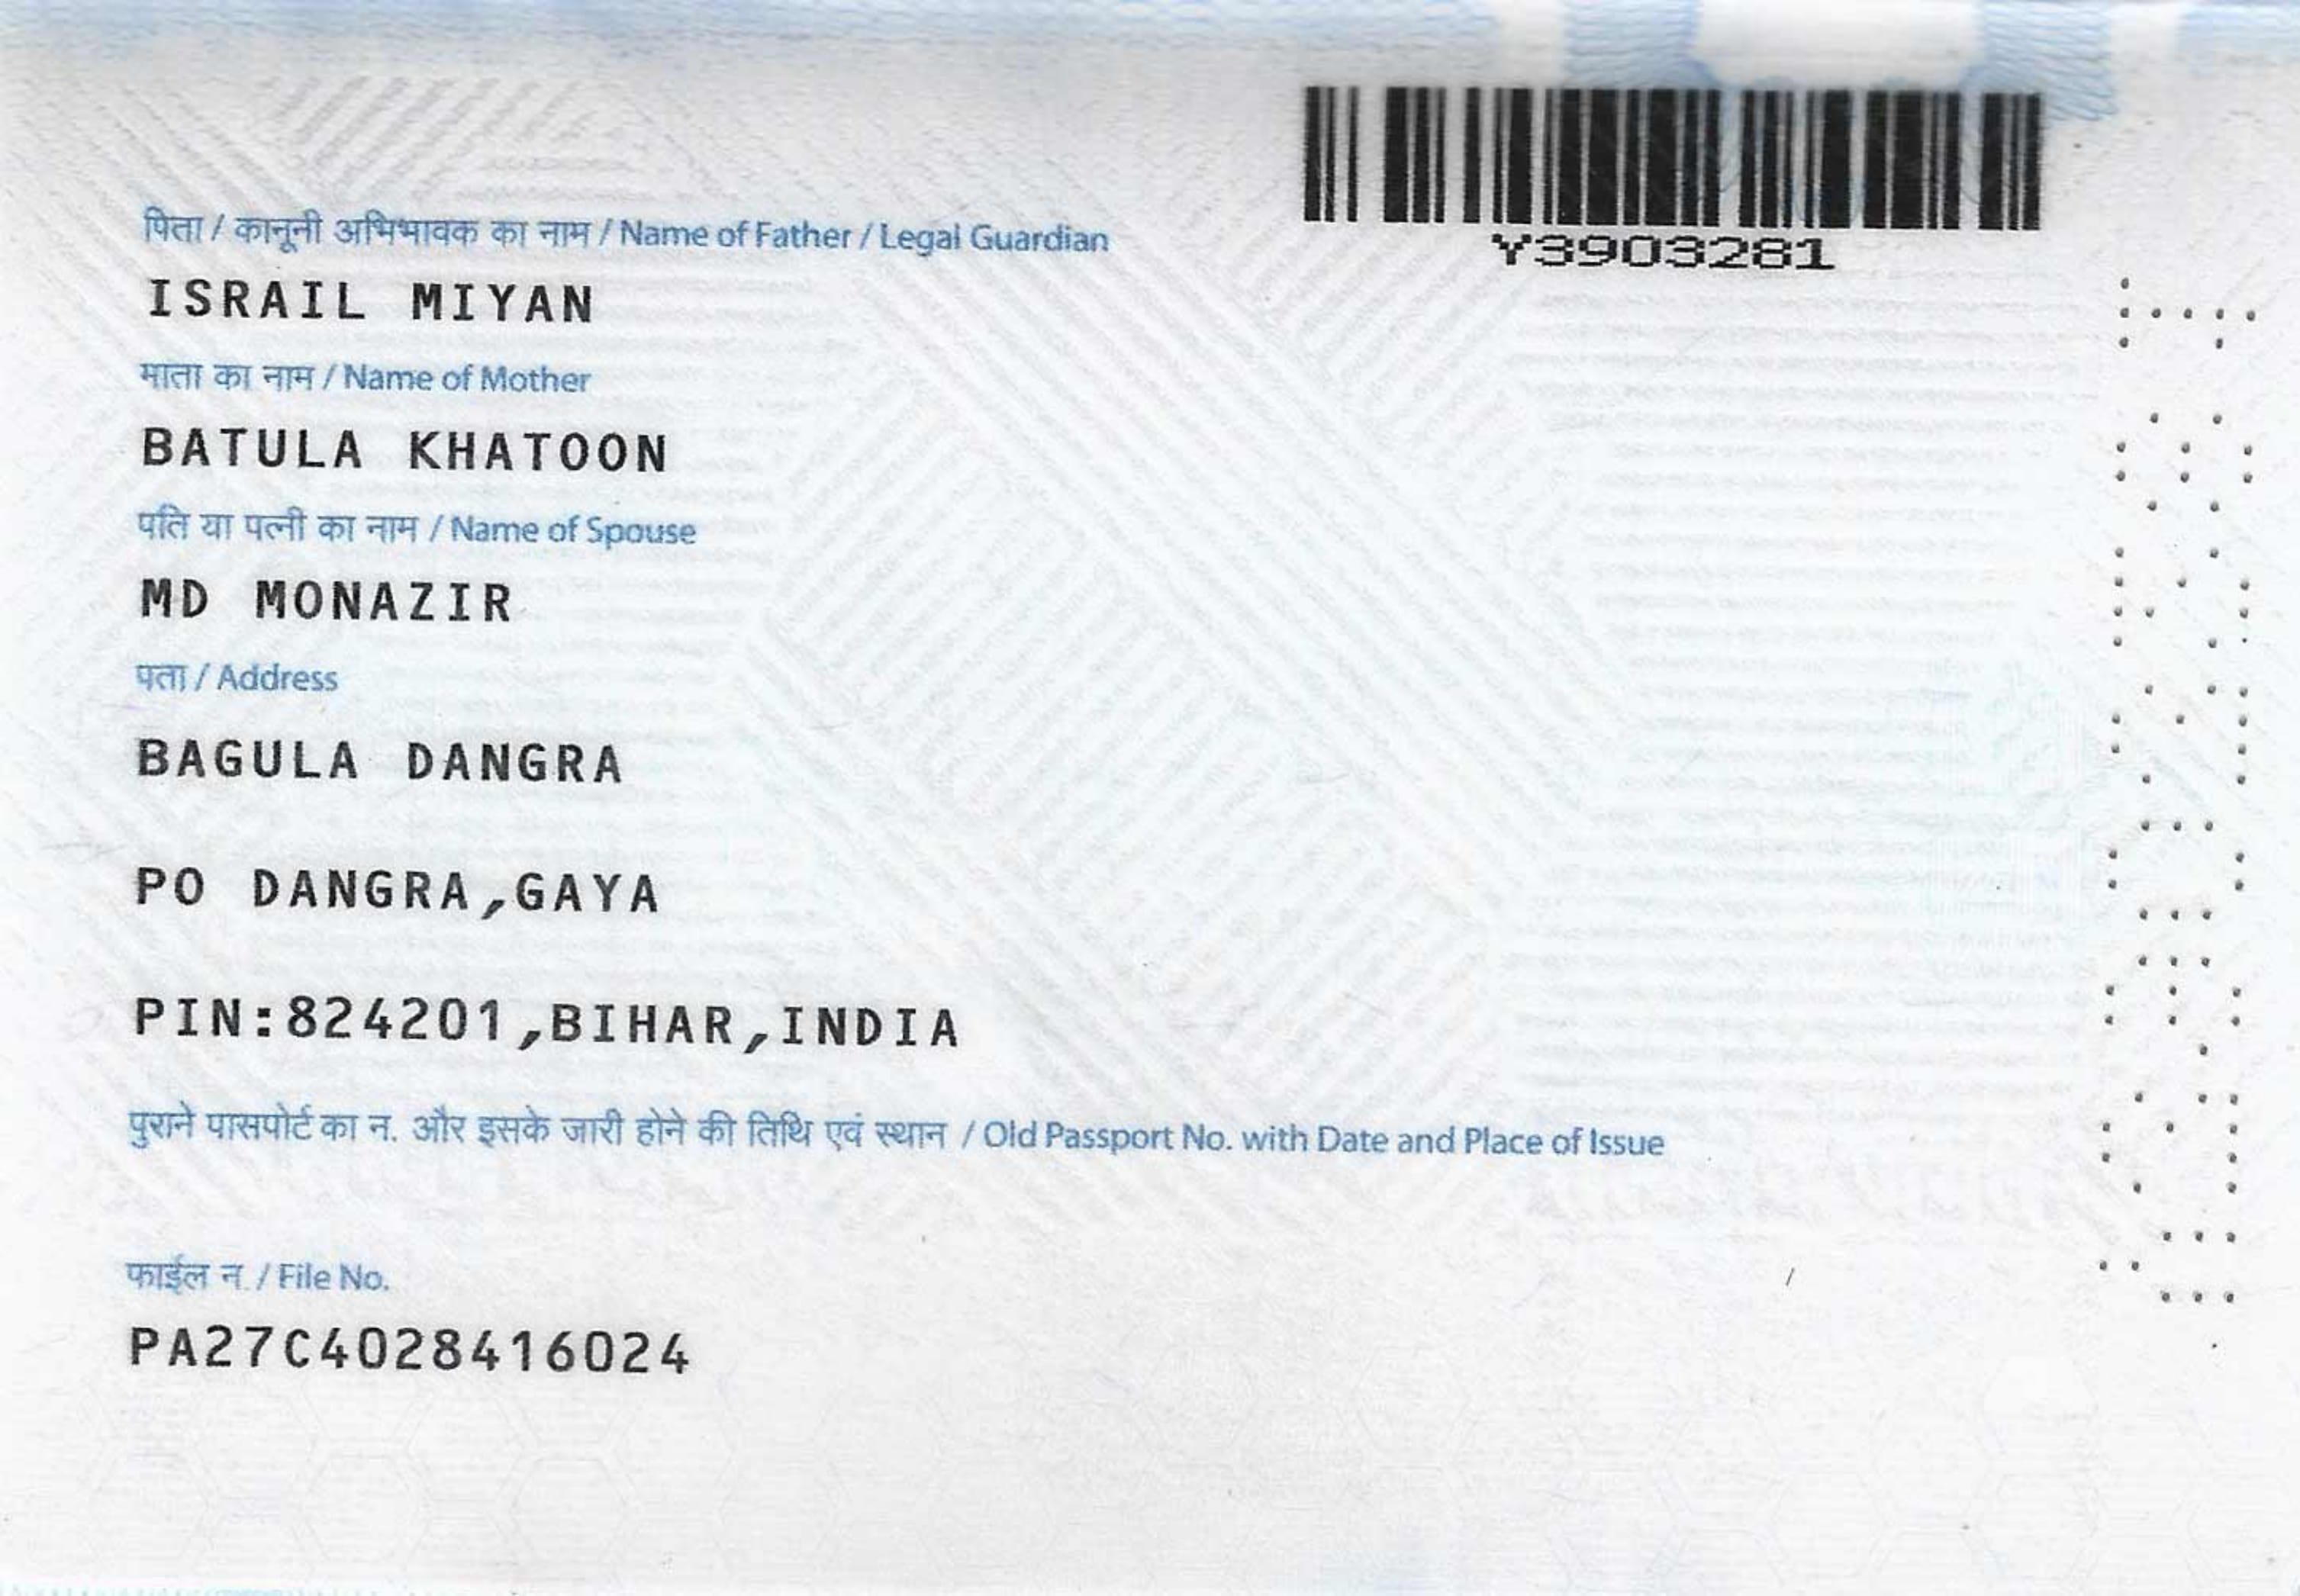 Y3903281
पिता / कानूनी अभिभावक का नाम / Name of Father / Legal Guardian
ISRAIL MIYAN
माता का नाम / Name of Mother
BATULA KHATOON
पति या पत्नी का नाम / Name of Spouse
MD MONAZIR
पता / Address
BAGULA DANGRA
PO DANGRA,GAYA
PIN:824201,BIHAR,INDIA
पुराने पासपोर्ट का न. और इसके जारी होने की तिथि एवं स्थान / Old Passport No. with Date and Place of Issue
फाईल न. / File No.
PA27C4028416024